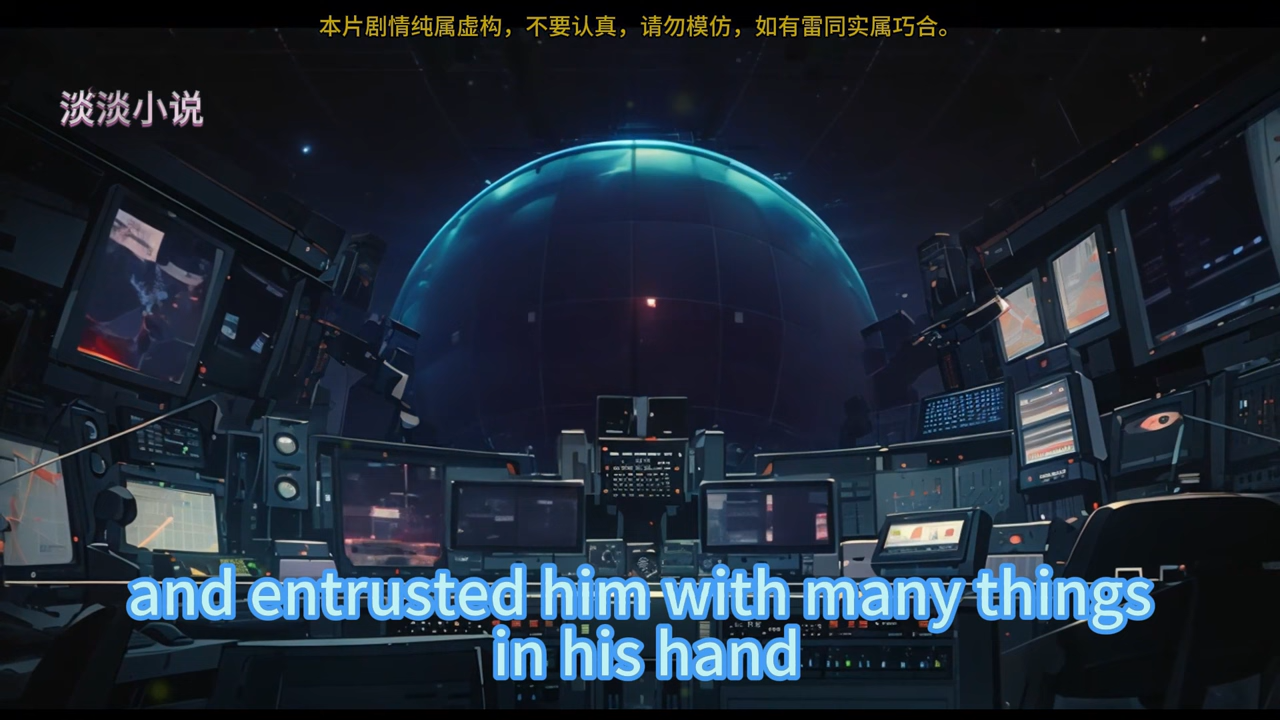 本片剧情纯属虚构，不要认真，请勿模仿，如有雷同实属巧合。
淡淡小说
and entrusted him with many things
in his hand